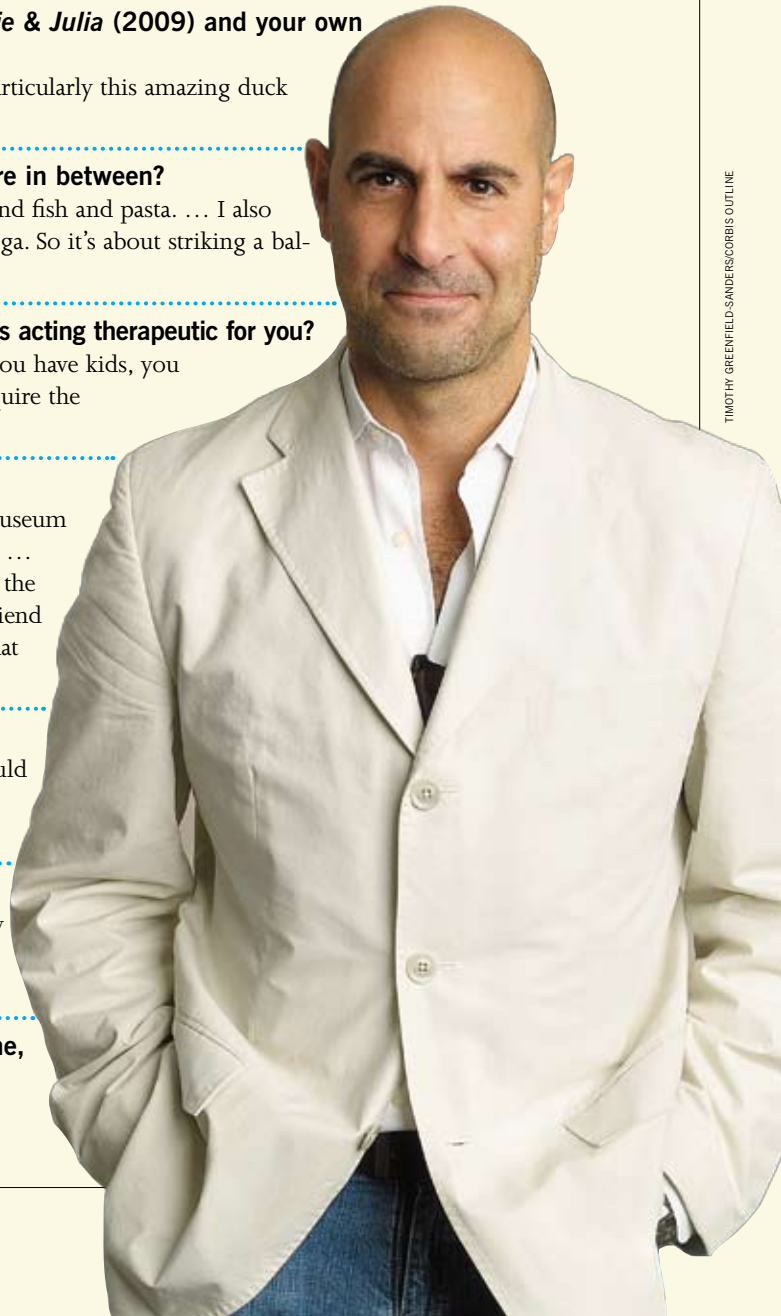 ie & Julia (2009) and your own
articularly this amazing duck
re in between?
nd fish and pasta. … I also
ga. So it's about striking a bal-
s acting therapeutic for you?
ou have kids, you
uire the
useum
…
the
iend
at
uld
ne,
TIMOTHY GREENFIELD-SANDERS/CORBIS OUTLINE